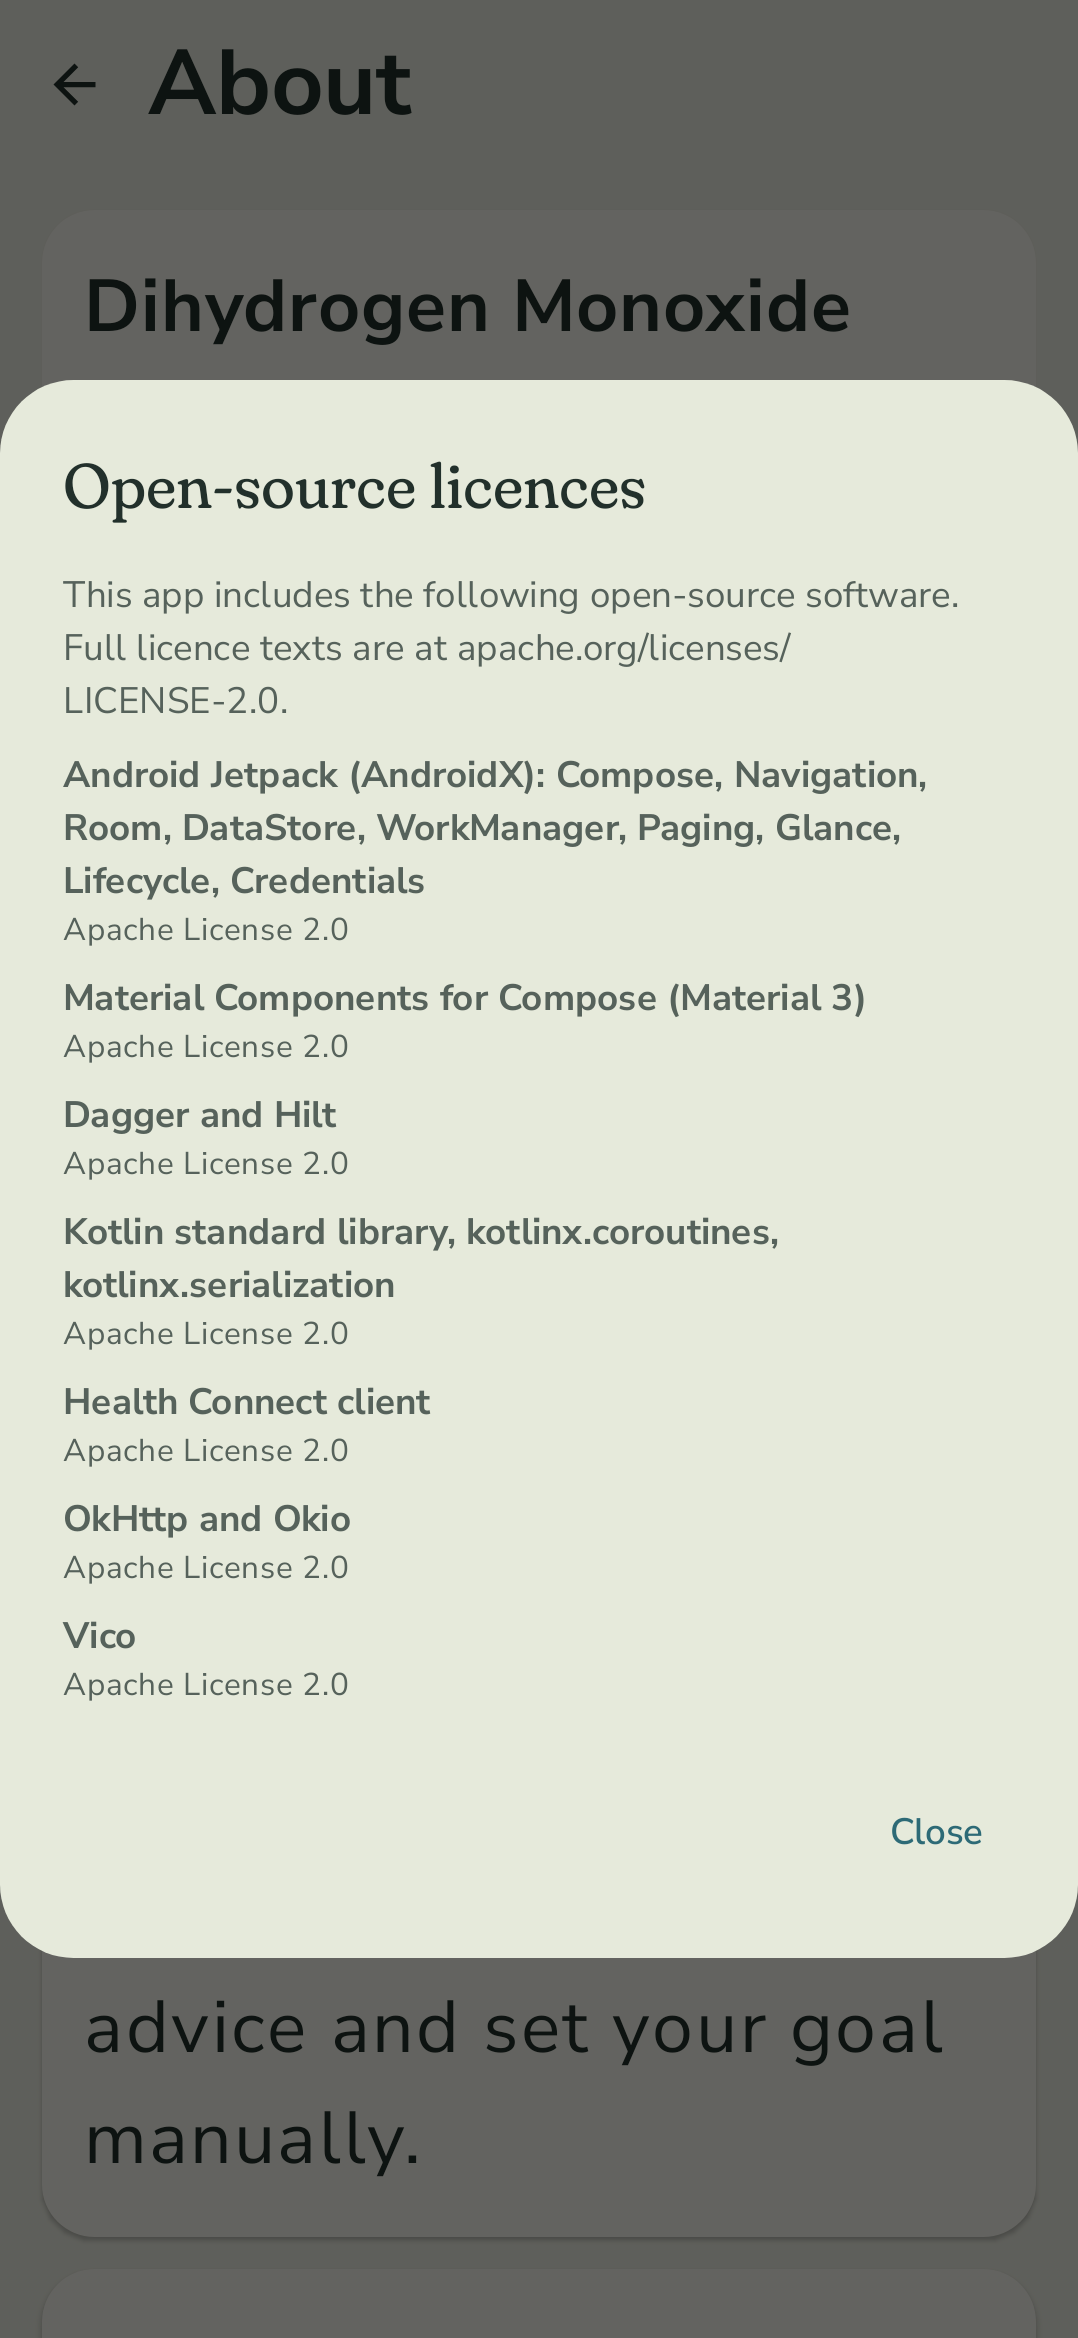 About
Dihydrogen Monoxide
Open-source licences
This app includes the following open-source software.
Full licence texts are at apache.org/licenses/
LICENSE-2.0.
Android Jetpack (AndroidX): Compose, Navigation,
Room, DataStore, WorkManager, Paging, Glance,
Lifecycle, Credentials
Apache License 2.0
Material Components for Compose (Material 3)
Apache License 2.0
Dagger and Hilt
Apache License 2.0
Kotlin standard library, kotlinx.coroutines,
kotlinx.serialization
Apache License 2.0
Health Connect client
Apache License 2.0
OkHttp and Okio
Apache License 2.0
Vico
Apache License 2.0
Close
advice and set your goal
manually.